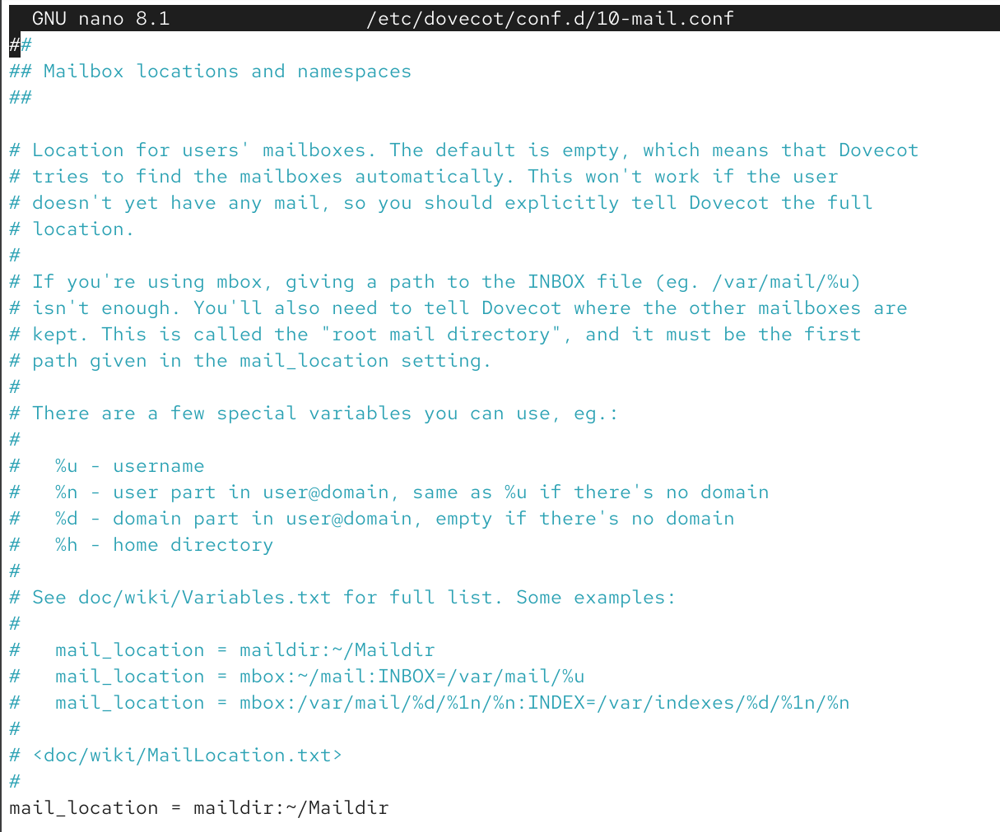 GNU nano 8.1 /etc/dovecot/conf.d/10-mail.conf
##
## Mailbox locations and namespaces
##
# Location for users' mailboxes. The default is empty, which means that Dovecot
# tries to find the mailboxes automatically. This won't work if the user
# doesn't yet have any mail, so you should explicitly tell Dovecot the full
# location.
#
# If you're using mbox, giving a path to the INBOX file (eg. /var/mail/%u)
# isn't enough. You'll also need to tell Dovecot where the other mailboxes are
# kept. This is called the "root mail directory", and it must be the first
# path given in the mail_location setting.
#
# There are a few special variables you can use, eg.:
#
#   %u - username
#   %n - user part in user@domain, same as %u if there's no domain
#   %d - domain part in user@domain, empty if there's no domain
#   %h - home directory
#
# See doc/wiki/Variables.txt for full list. Some examples:
#
#   mail_location = maildir:~/Maildir
#   mail_location = mbox:~/mail:INBOX=/var/mail/%u
#   mail_location = mbox:/var/mail/%d/%1n/%n:INDEX=/var/indexes/%d/%1n/%n
#
# <doc/wiki/MailLocation.txt>
#
mail_location = maildir:~/Maildir